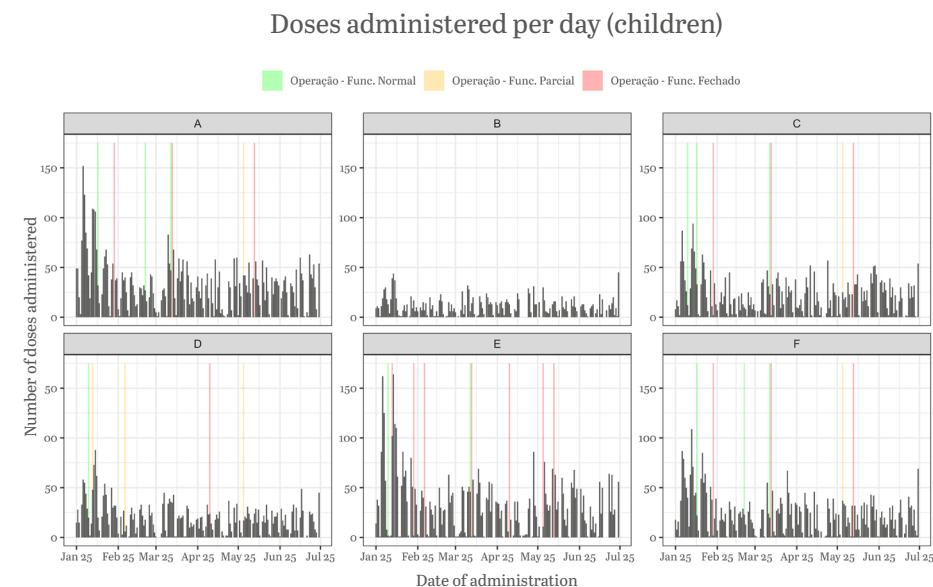 Doses administered per day (children)
Operação - Func. Normal Operação - Func. Parcial Operação - Func. Fechado
A B C
150 150 150
00 100 100
50 50 50
0 0 0
Number of doses administered
D E F
50 150 150
00 100 100
50 50 50
0 0 0
Jan 25 Feb 25 Mar 25 Apr 25 May 25 Jun 25 Jul 25 Jan 25 Feb 25 Mar 25 Apr 25 May 25 Jun 25 Jul 25 Jan 25 Feb 25 Mar 25 Apr 25 May 25 Jun 25 Jul 25
Date of administration